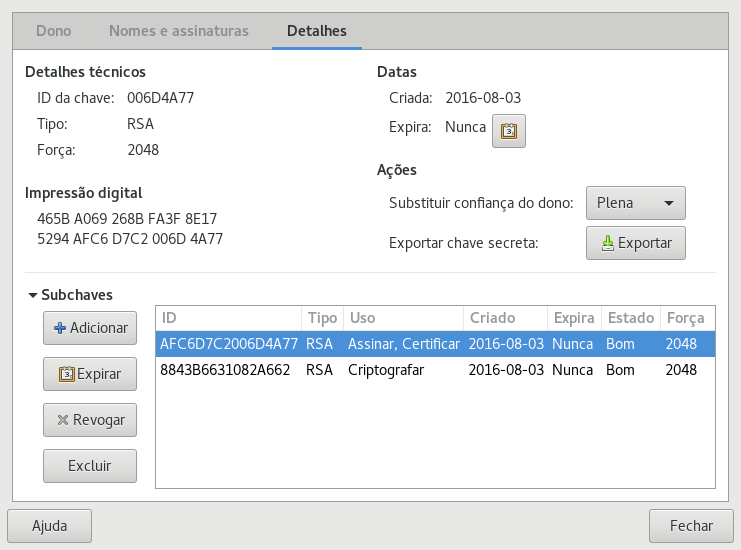 Dono Nomes e assinaturas Detalhes
Detalhes técnicos
ID da chave: 006D4A77
Tipo: RSA
Força: 2048
Impressão digital
465B A069 268B FA3F 8E17
5294 AFC6 D7C2 006D 4A77
Datas
Criada: 2016-08-03
Expira: Nunca
Ações
Substituir confiança do dono: Plena
Exportar chave secreta: Exportar
Subchaves
Adicionar
Expirar
Revogar
Excluir
ID Tipo Uso Criado Expira Estado Força
AFC6D7C2006D4A77 RSA Assinar, Certificar 2016-08-03 Nunca Bom 2048
8843B6631082A662 RSA Criptografar 2016-08-03 Nunca Bom 2048
Ajuda Fechar